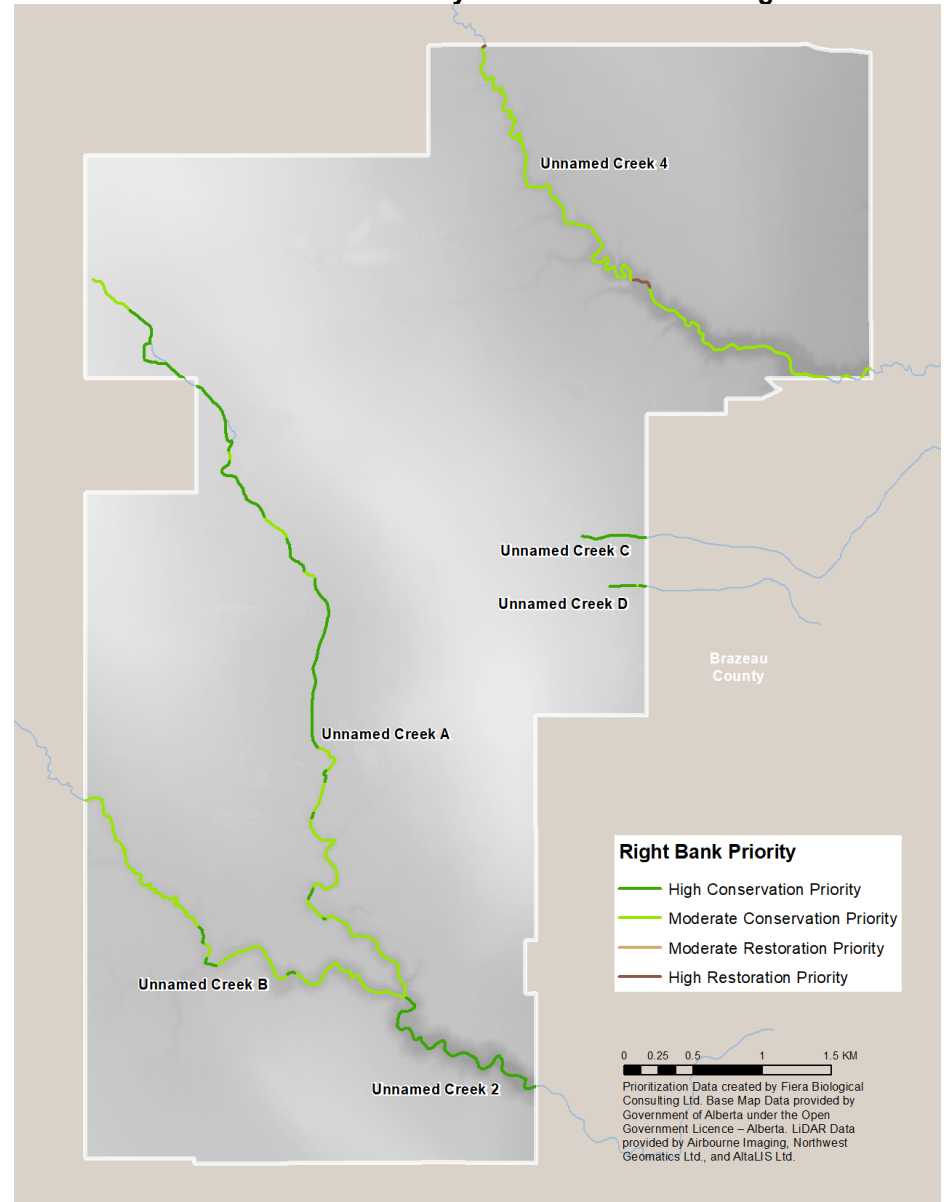 Unnamed Creek 4
Unnamed Creek C
Unnamed Creek D
Brazeau
County
Unnamed Creek A
Right Bank Priority
High Conservation Priority
Moderate Conservation Priority
Moderate Restoration Priority
High Restoration Priority
Unnamed Creek B
Unnamed Creek 2
0 0.25 0.5 1 1.5 KM
Prioritization Data created by Fiera Biological
Consulting Ltd. Base Map Data provided by
Government of Alberta under the Open
Government Licence – Alberta. LiDAR Data
provided by Airbourne Imaging, Northwest
Geomatics Ltd., and AltaLIS Ltd.